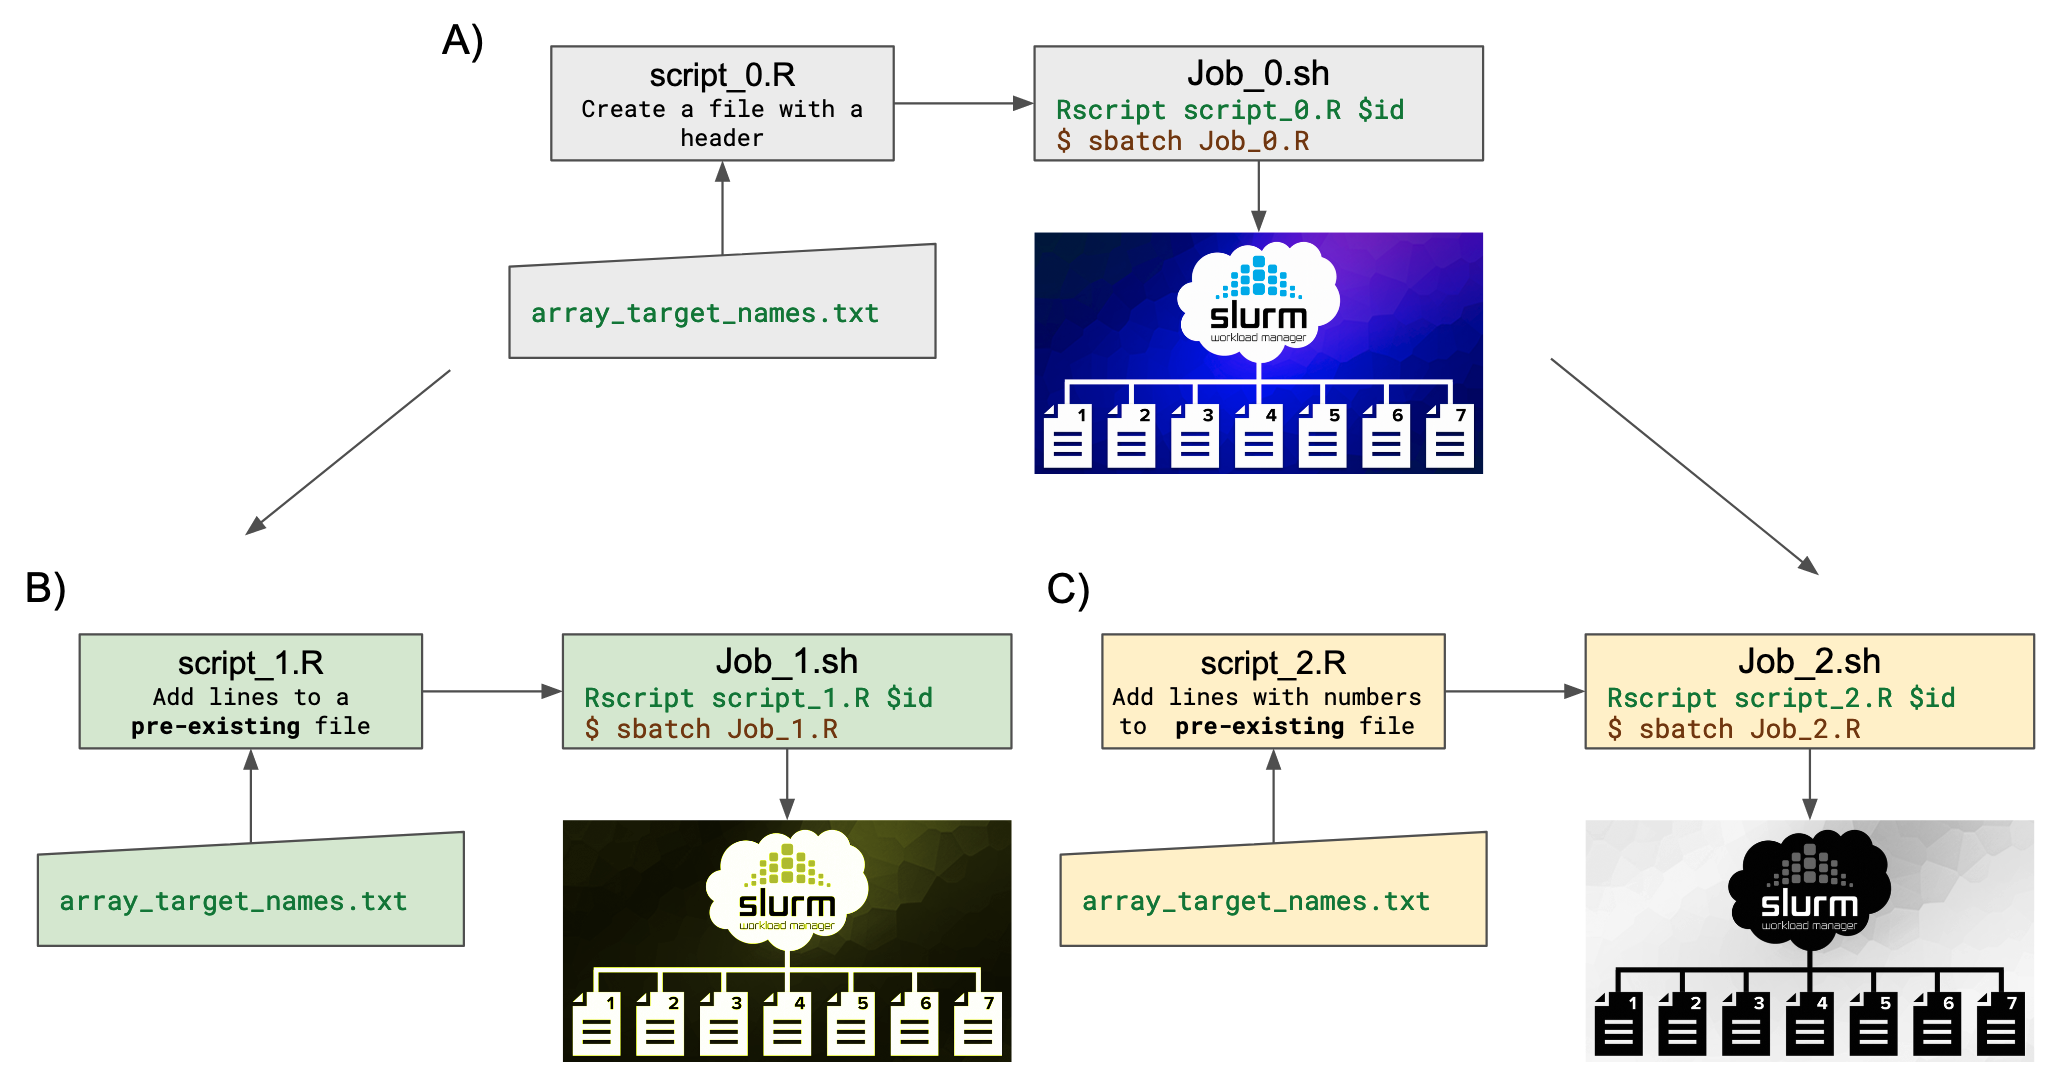 A)
script_0.R
Create a file with a
header
Job_0.sh
Rscript script_0.R $id
$ sbatch Job_0.R
array_target_names.txt
slurm
workload manager
1 2 3 4 5 6 7
B)
script_1.R
Add lines to a
pre-existing file
Job_1.sh
Rscript script_1.R $id
$ sbatch Job_1.R
array_target_names.txt
slurm
workload manager
1 2 3 4 5 6 7
C)
script_2.R
Add lines with numbers
to pre-existing file
Job_2.sh
Rscript script_2.R $id
$ sbatch Job_2.R
array_target_names.txt
slurm
workload manager
1 2 3 4 5 6 7